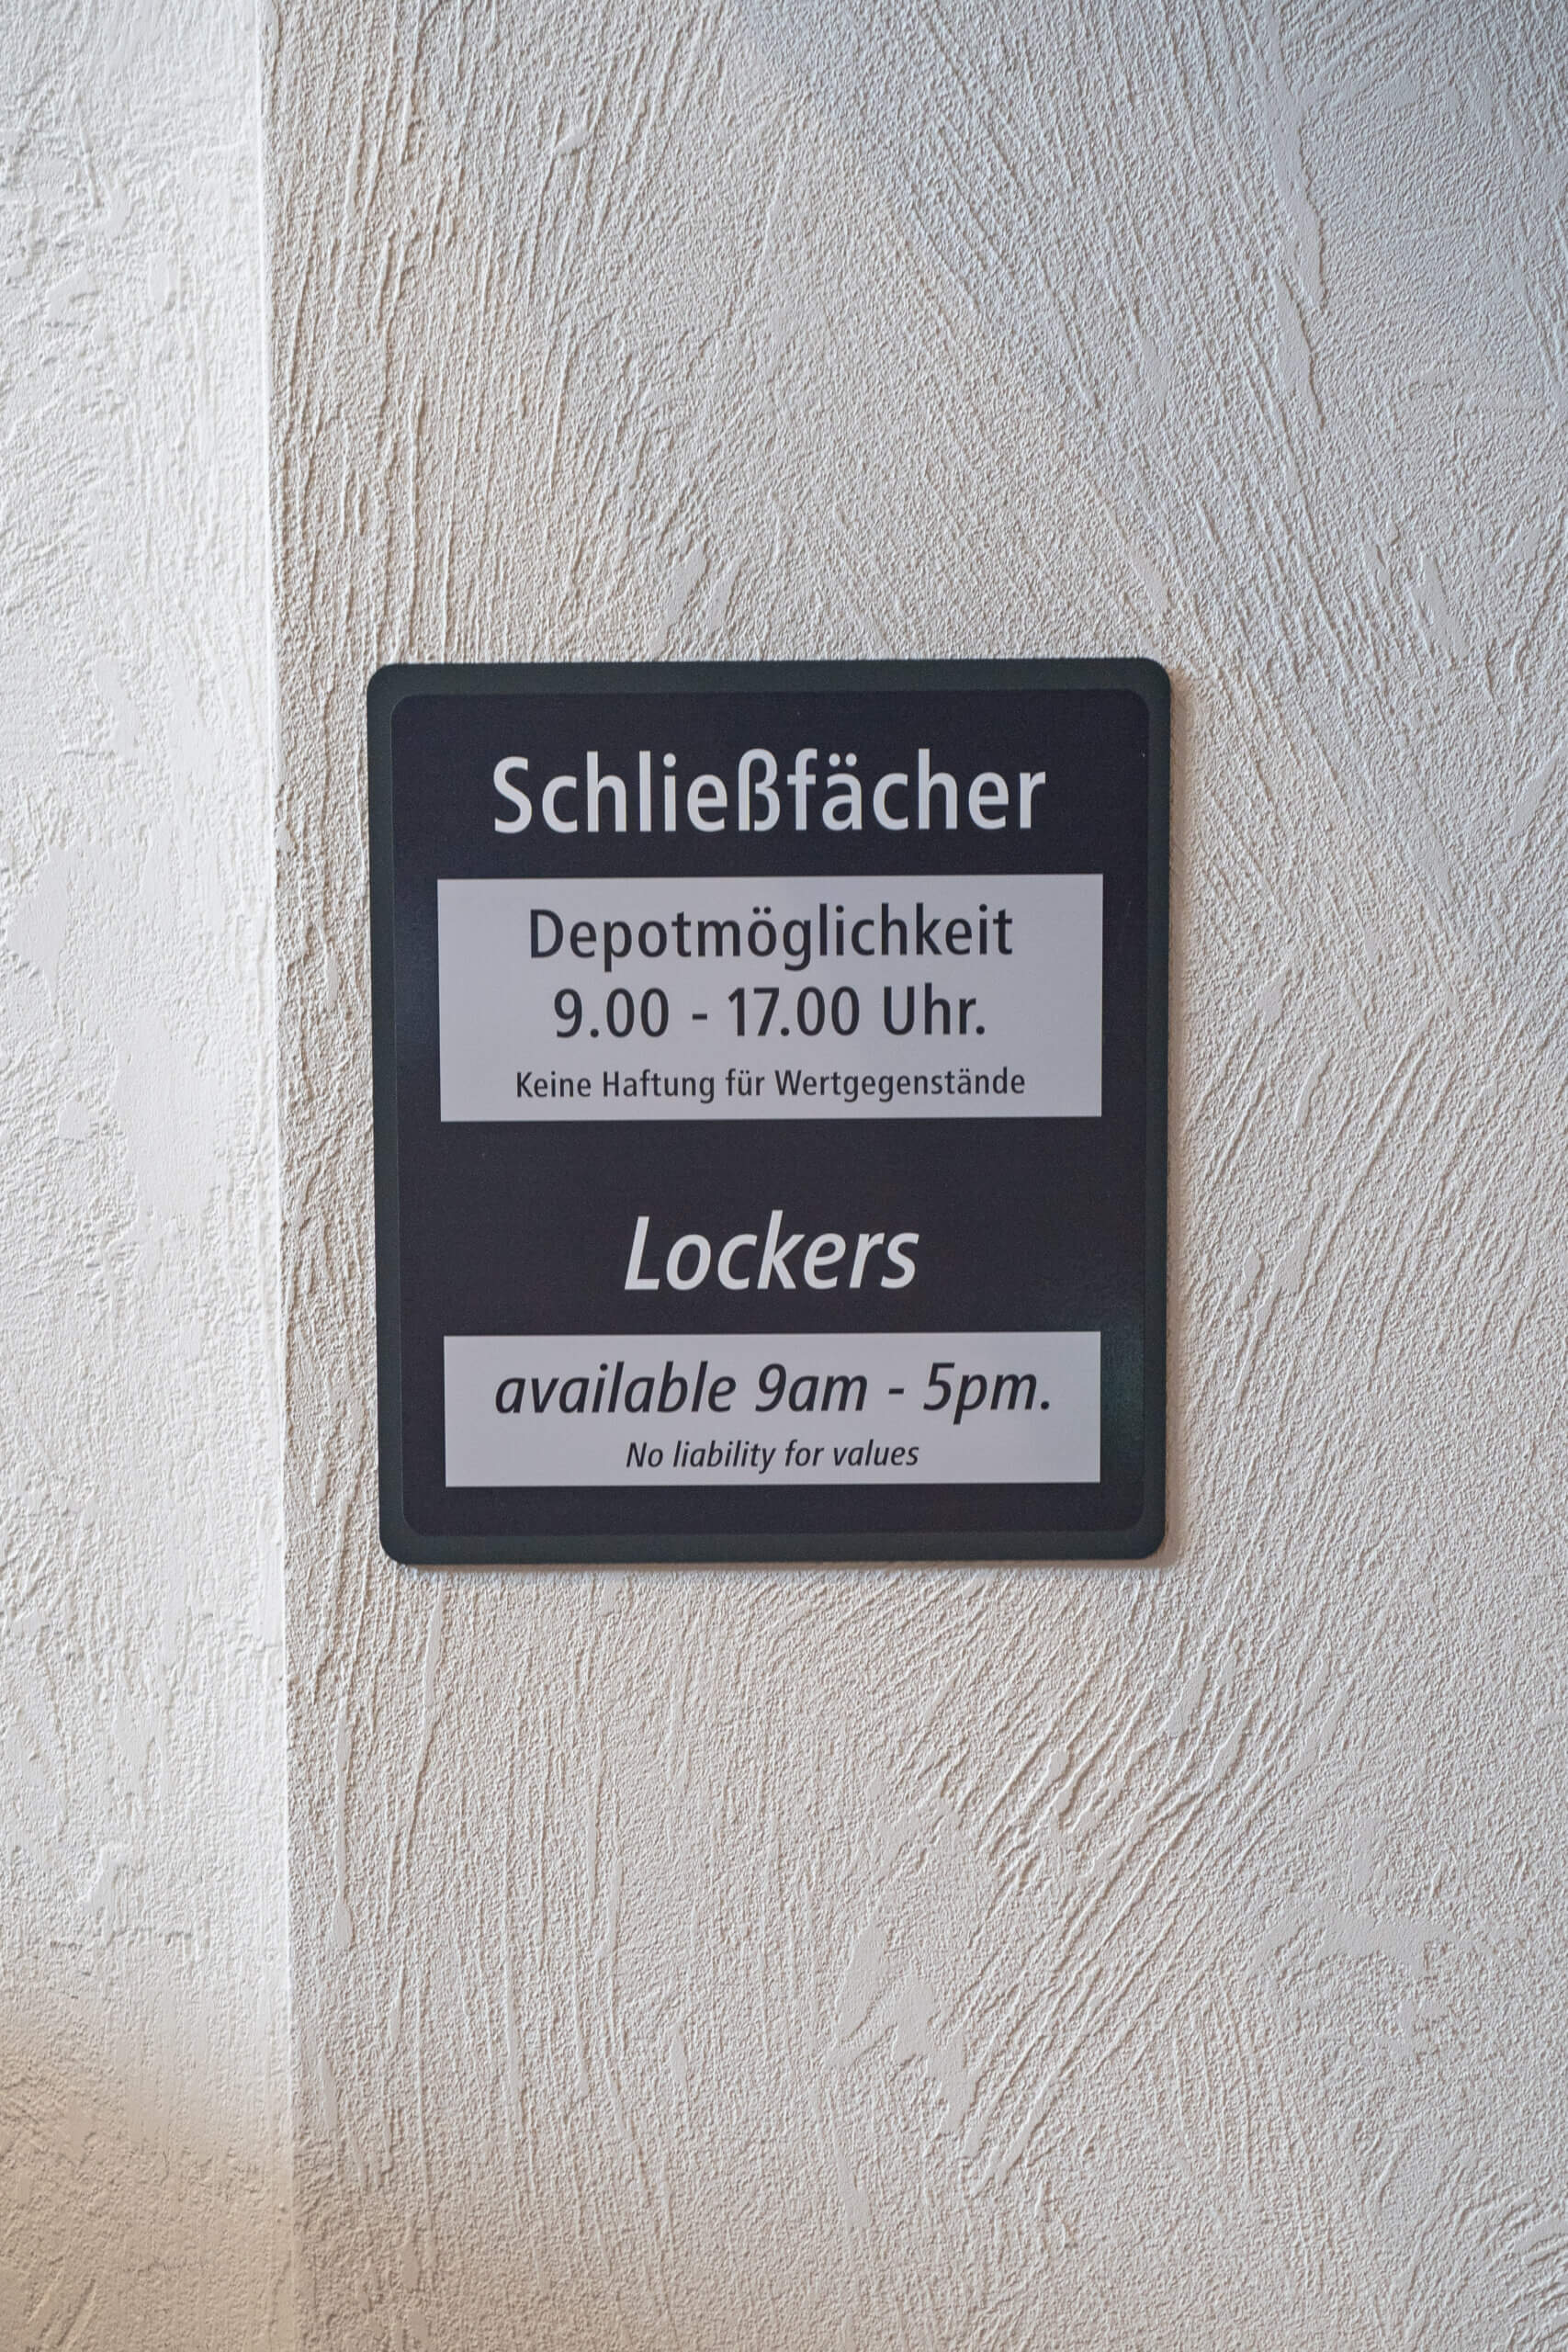 Schließfächer
Depotmöglichkeit
9.00 - 17.00 Uhr.
Keine Haftung für Wertgegenstände
Lockers
available 9am - 5pm.
No liability for values